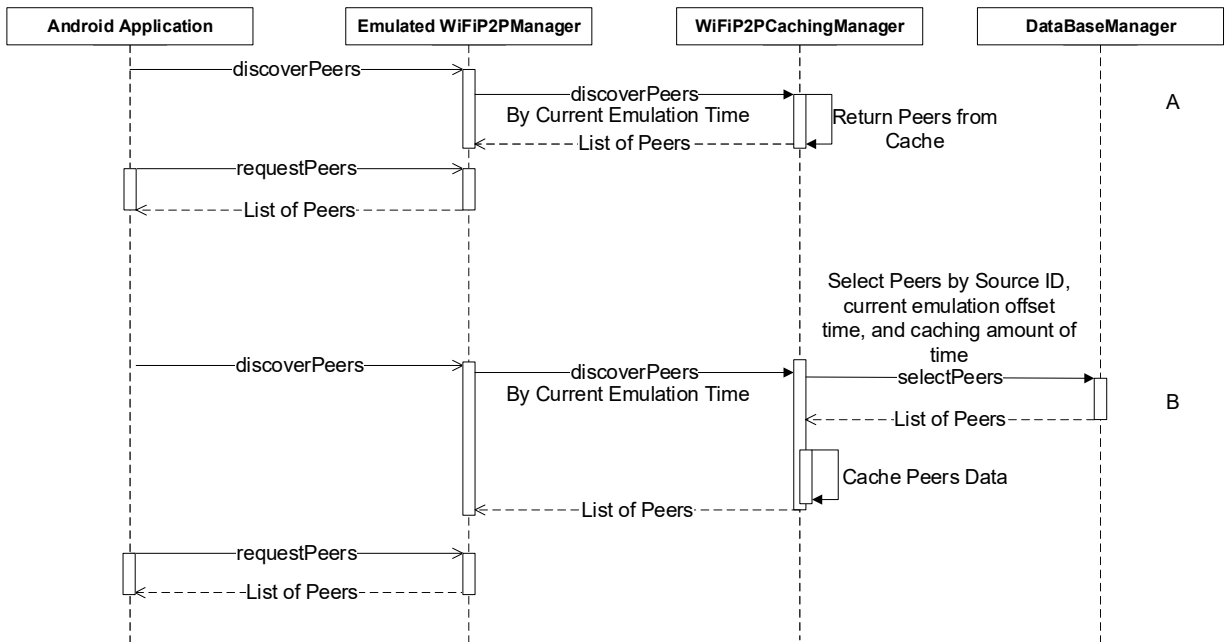 Android Application
Emulated WiFiP2PManager
WiFiP2PCachingManager
DataBaseManager
discoverPeers
discoverPeers
By Current Emulation Time
Return Peers from
Cache
A
List of Peers
requestPeers
List of Peers
Select Peers by Source ID,
current emulation offset
time, and caching amount of
time
discoverPeers
discoverPeers
By Current Emulation Time
selectPeers
B
List of Peers
Cache Peers Data
List of Peers
requestPeers
List of Peers